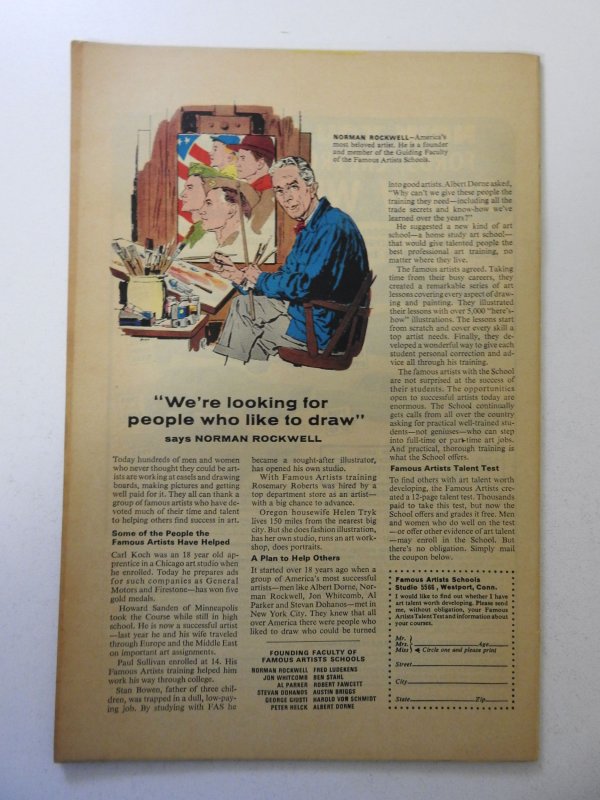 NORMAN ROCKWELL—America's
most beloved artist. He is a founder
and member of the Guiding Faculty
of the Famous Artists Schools.
"We're looking for
people who like to draw"
says NORMAN ROCKWELL
Today hundreds of men and women
who never thought they could be art-
ists are working at easels and drawing
boards, making pictures and getting
well paid for it. They all can thank a
group of famous artists who have de-
voted much of their time and talent
to helping others find success in art.
Some of the People the
Famous Artists Have Helped
Carl Koch was an 18 year old ap-
prentice in a Chicago art studio when
he enrolled. Today he prepares ads
for such companies as General
Motors and Firestone—has won five
gold medals.
Howard Sanden of Minneapolis
took the Course while still in high
school. He is now a successful artist
—last year he and his wife traveled
through Europe and the Middle East
on important art assignments.
Paul Sullivan enrolled at 14. His
Famous Artists training helped him
work his way through college.
Stan Bowen, father of three chil-
dren, was trapped in a dull, low-pay-
ing job. By studying with FAS he
became a sought-after illustrator,
has opened his own studio.
With Famous Artists training
Rosemary Roberts was hired by a
top department store as an artist—
with a big chance to advance.
Oregon housewife Helen Tryk
lives 150 miles from the nearest big
city. But she does fashion illustration,
has her own studio, runs an art work-
shop, does portraits.
A Plan to Help Others
It started over 18 years ago when a
group of America's most successful
artists—men like Albert Dorne, Nor-
man Rockwell, Jon Whitcomb, Al
Parker and Stevan Dohanos—met in
New York City. They knew that all
over America there were people who
liked to draw who could be turned
FOUNDING FACULTY OF
FAMOUS ARTISTS SCHOOLS
NORMAN ROCKWELL FRED LUDEKENS
JON WHITCOMB BEN STAHL
AL PARKER ROBERT FAWCETT
STEVAN DOHANOS AUSTIN BRIGGS
GEORGE GIUSTI HAROLD VON SCHMIDT
PETER HELCK ALBERT DORNE
into good artists. Albert Dorne asked,
"Why can't we give these people the
training they need—including all the
trade secrets and know-how we've
learned over the years?"
He suggested a new kind of art
school—a home study art school—
that would give talented people the
best professional art training, no
matter where they live.
The famous artists agreed. Taking
time from their busy careers, they
created a remarkable series of art
lessons covering every aspect of draw-
ing and painting. They illustrated
their lessons with over 5,000 "here's-
how" illustrations. The lessons start
from scratch and cover every skill a
top artist needs. Finally, they de-
veloped a wonderful way to give each
student personal correction and ad-
vice all through his training.
The famous artists with the School
are not surprised at the success of
their students. The opportunities
open to successful artists today are
enormous. The School continually
gets calls from all over the country
asking for practical well-trained stu-
dents—not geniuses—who can step
into full-time or part-time art jobs.
And practical, thorough training is
what the School offers.
Famous Artists Talent Test
To find others with art talent worth
developing, the Famous Artists cre-
ated a 12-page talent test. Thousands
paid to take this test, but now the
School offers and grades it free. Men
and women who do well on the test
—or offer other evidence of art talent
—may enroll in the School. But
there's no obligation. Simply mail
the coupon below.
Famous Artists Schools
Studio 5566, Westport, Conn.
I would like to find out whether I have
art talent worth developing. Please send
me, without obligation, your Famous
Artists Talent Test and information about
your courses.
Mr.
Mrs. Age
Miss Circle one and please print
Street
City
State Zip